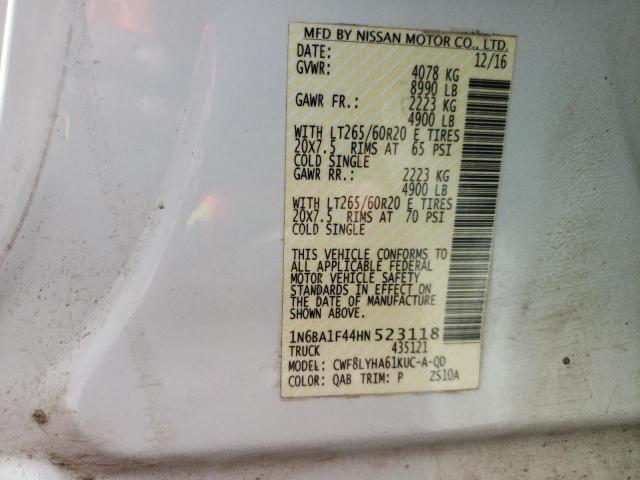 MFD BY NISSAN MOTOR CO., LTD.
DATE: 12/16
GVWR: 4078 KG
8990 LB
GAWR FR.: 2223 KG
4900 LB
WITH LT265/60R20 E TIRES
20X7.5 RIMS AT 65 PSI
COLD SINGLE
GAWR RR.: 2223 KG
4900 LB
WITH LT265/60R20 E TIRES
20X7.5 RIMS AT 70 PSI
COLD SINGLE
THIS VEHICLE CONFORMS TO
ALL APPLICABLE FEDERAL
MOTOR VEHICLE SAFETY
STANDARDS IN EFFECT ON
THE DATE OF MANUFACTURE
SHOWN ABOVE.
1N6BA1F44HN523118
TRUCK 435121
MODEL: CWF8LYHA61KUC-A-QD
COLOR: QAB TRIM: P ZS10A